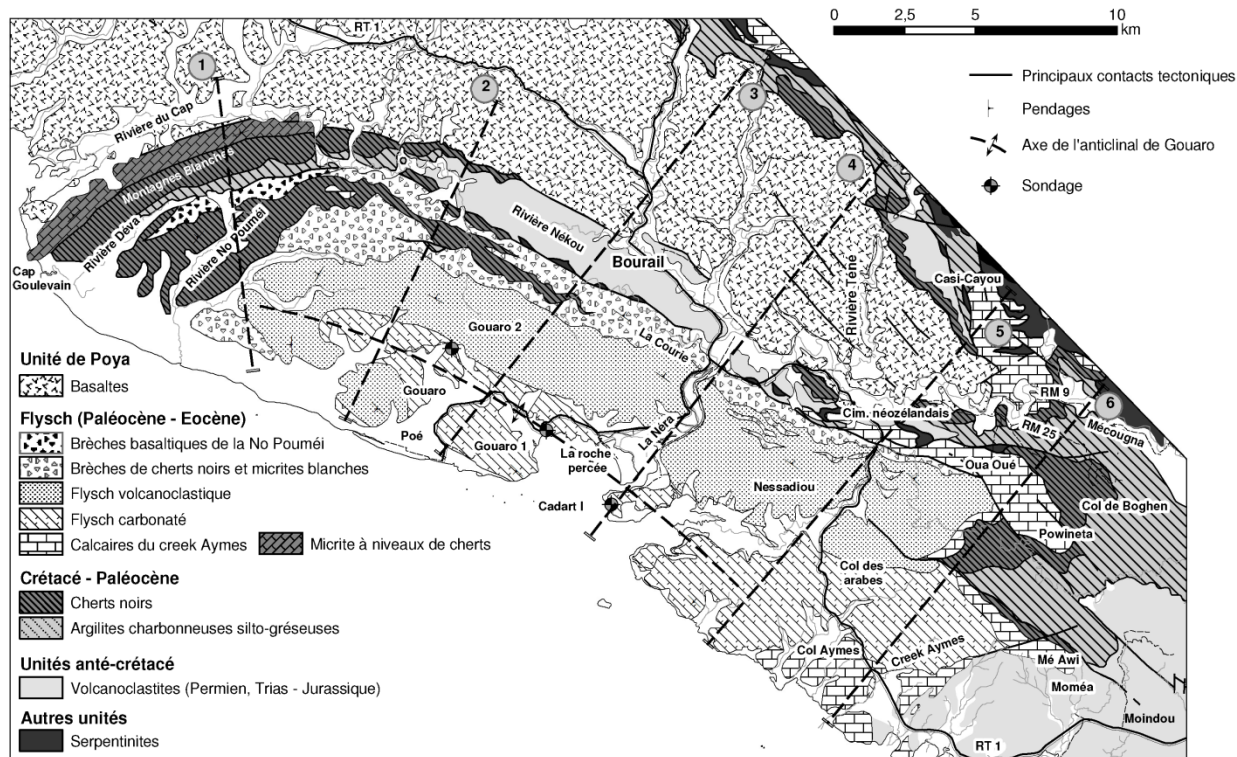 0 2,5 5 10
km
Principaux contacts tectoniques
Pendages
Axe de l'anticlinal de Gouaro
Sondage
RT 1
1
2
3
4
5
6
Rivière du Cap
Montagnes Blanches
Rivière Déva
Rivière No Pouméi
Cap
Goulevain
Rivière Nékou
Bourail
Rivière Téné
Casi-Cayou
Gouaro 2
La Courie
Gouaro
Poé
Gouaro 1
La roche
percée
La Néra
Cadart I
Nessadiou
Cim. néozélandais
RM 9
RM 25
Mécougna
Oua Oué
Col de Boghen
Powineta
Col des
arabes
Col Aymes
Creek Aymes
Mé Awi
Moméa
Moindou
RT 1
N
Unité de Poya
Basaltes
Flysch (Paléocène - Eocène)
Brèches basaltiques de la No Pouméi
Brèches de cherts noirs et micrites blanches
Flysch volcanoclastique
Flysch carbonaté
Calcaires du creek Aymes Micrite à niveaux de cherts
Crétacé - Paléocène
Cherts noirs
Argilites charbonneuses silto-gréseuses
Unités anté-crétacé
Volcanoclastites (Permien, Trias - Jurassique)
Autres unités
Serpentinites